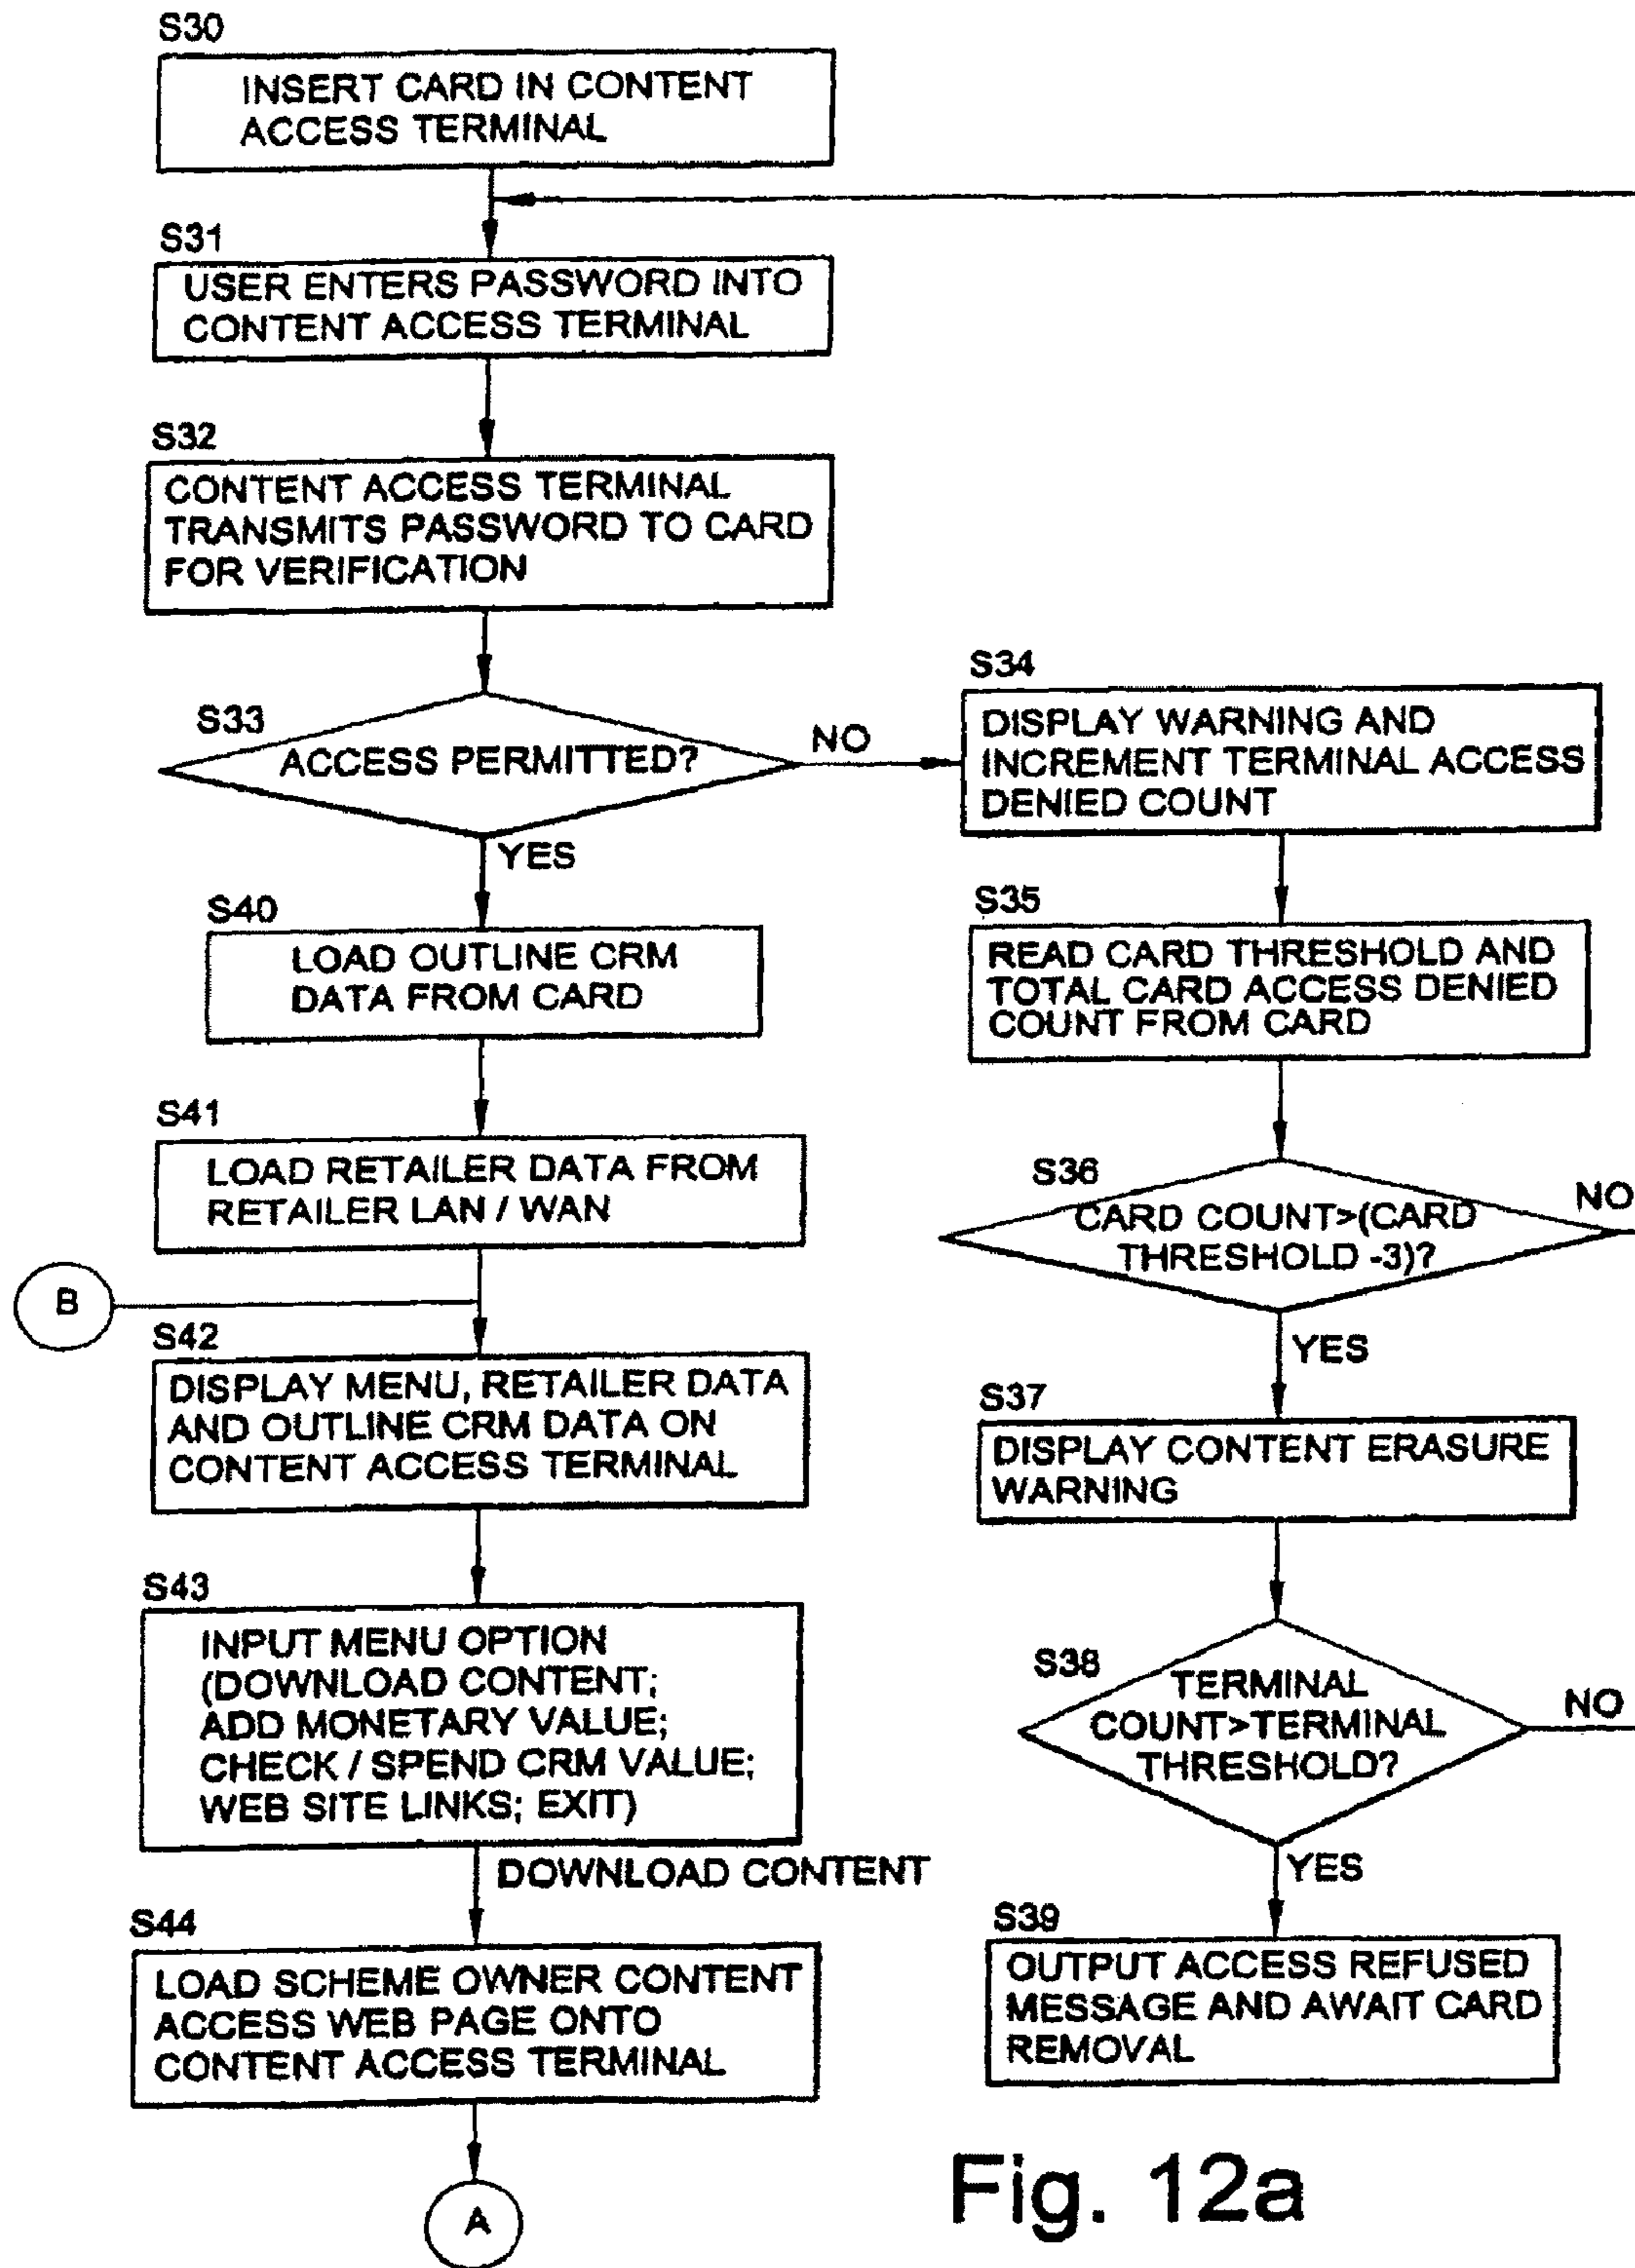 S30
INSERT CARD IN CONTENT
ACCESS TERMINAL
S31
USER ENTERS PASSWORD INTO
CONTENT ACCESS TERMINAL
S32
CONTENT ACCESS TERMINAL
TRANSMITS PASSWORD TO CARD
FOR VERIFICATION
S33
ACCESS PERMITTED?
NO
YES
S34
DISPLAY WARNING AND
INCREMENT TERMINAL ACCESS
DENIED COUNT
S35
READ CARD THRESHOLD AND
TOTAL CARD ACCESS DENIED
COUNT FROM CARD
S36
CARD COUNT>(CARD
THRESHOLD -3)?
NO
YES
S37
DISPLAY CONTENT ERASURE
WARNING
S38
TERMINAL
COUNT>TERMINAL
THRESHOLD?
NO
YES
S39
OUTPUT ACCESS REFUSED
MESSAGE AND AWAIT CARD
REMOVAL
S40
LOAD OUTLINE CRM
DATA FROM CARD
S41
LOAD RETAILER DATA FROM
RETAILER LAN / WAN
B
S42
DISPLAY MENU, RETAILER DATA
AND OUTLINE CRM DATA ON
CONTENT ACCESS TERMINAL
S43
INPUT MENU OPTION
(DOWNLOAD CONTENT;
ADD MONETARY VALUE;
CHECK / SPEND CRM VALUE;
WEB SITE LINKS; EXIT)
DOWNLOAD CONTENT
S44
LOAD SCHEME OWNER CONTENT
ACCESS WEB PAGE ONTO
CONTENT ACCESS TERMINAL
A
Fig. 12a